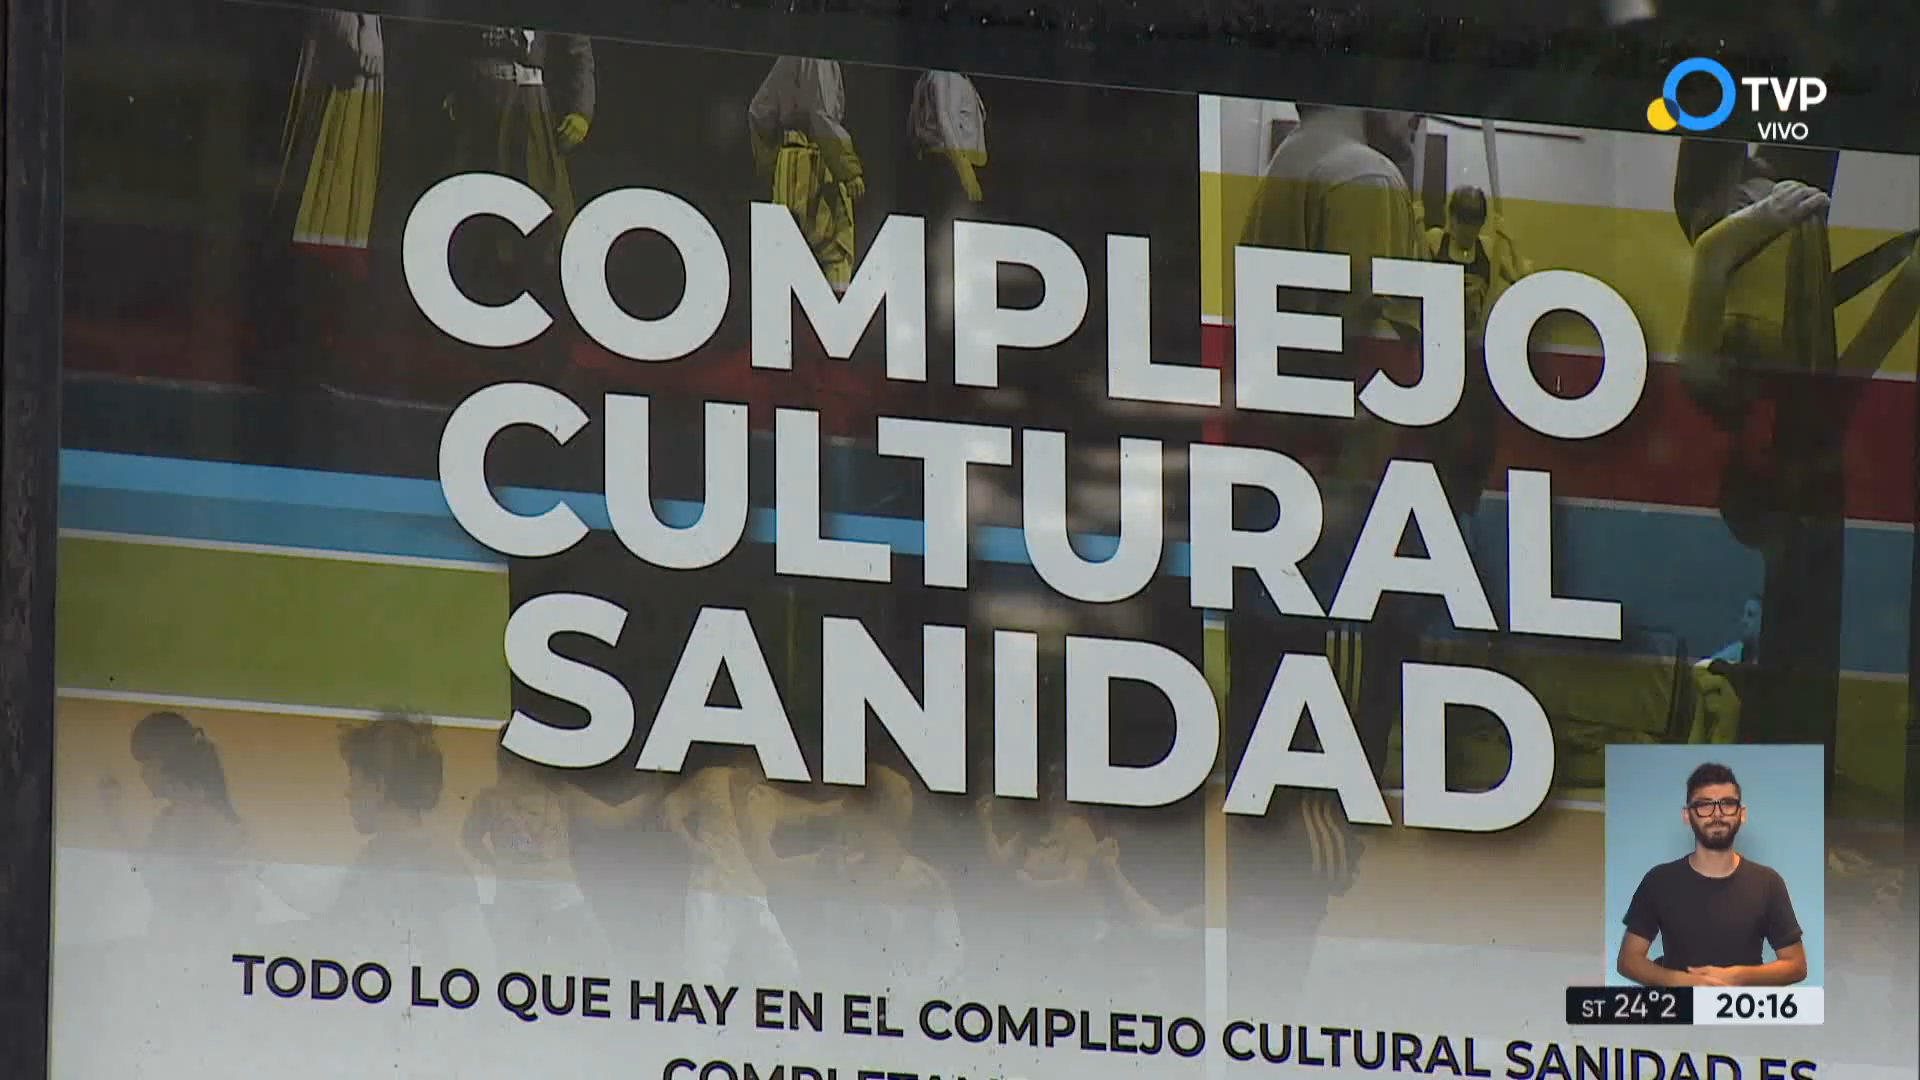 TVP
VIVO
COMPLEJO
CULTURAL
SANIDAD
TODO LO QUE HAY EN EL COMPLEJO CULTURAL SANIDAD ES
ST 24°2 20:16